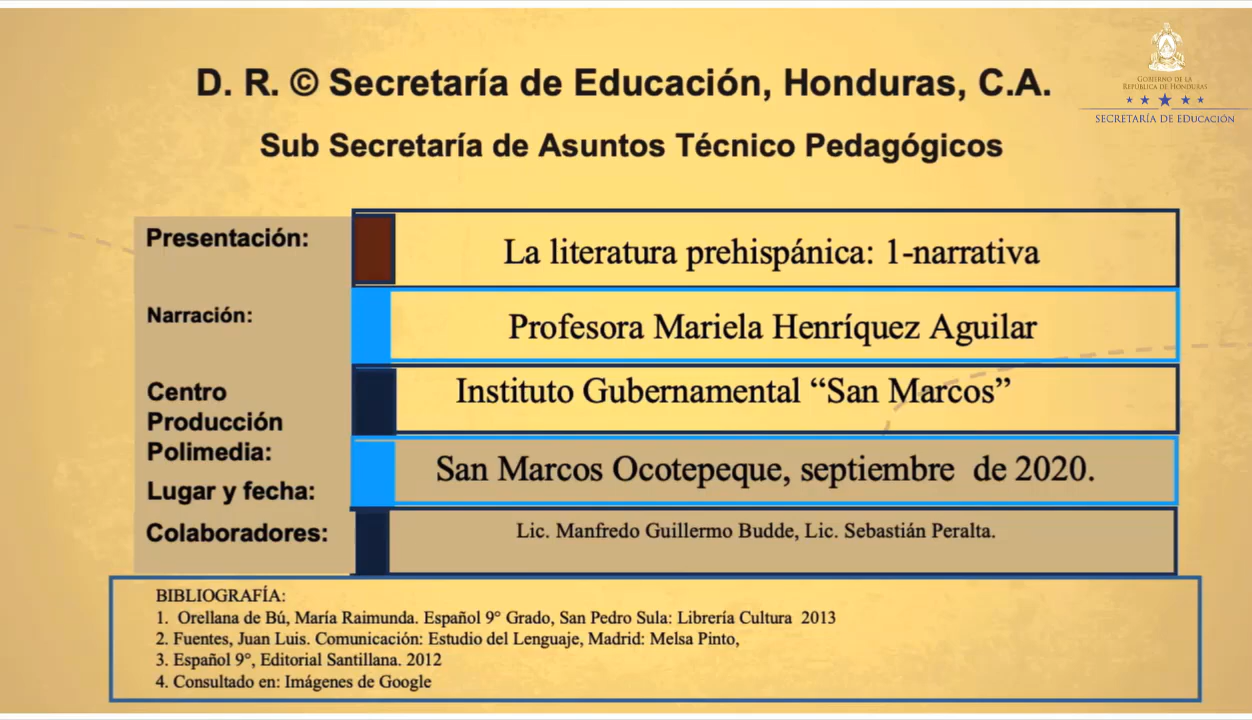 D. R. © Secretaría de Educación, Honduras, C.A.
Sub Secretaría de Asuntos Técnico Pedagógicos
GOBIERNO DE LA
REPÚBLICA DE HONDURAS
SECRETARÍA DE EDUCACIÓN
Presentación:
La literatura prehispánica: 1-narrativa
Narración:
Profesora Mariela Henríquez Aguilar
Centro
Producción
Polimedia:
Instituto Gubernamental “San Marcos”
Lugar y fecha:
San Marcos Ocotepeque, septiembre de 2020.
Colaboradores:
Lic. Manfredo Guillermo Budde, Lic. Sebastián Peralta.
BIBLIOGRAFÍA:
1. Orellana de Bú, María Raimunda. Español 9° Grado, San Pedro Sula: Librería Cultura 2013
2. Fuentes, Juan Luis. Comunicación: Estudio del Lenguaje, Madrid: Melsa Pinto,
3. Español 9°, Editorial Santillana. 2012
4. Consultado en: Imágenes de Google